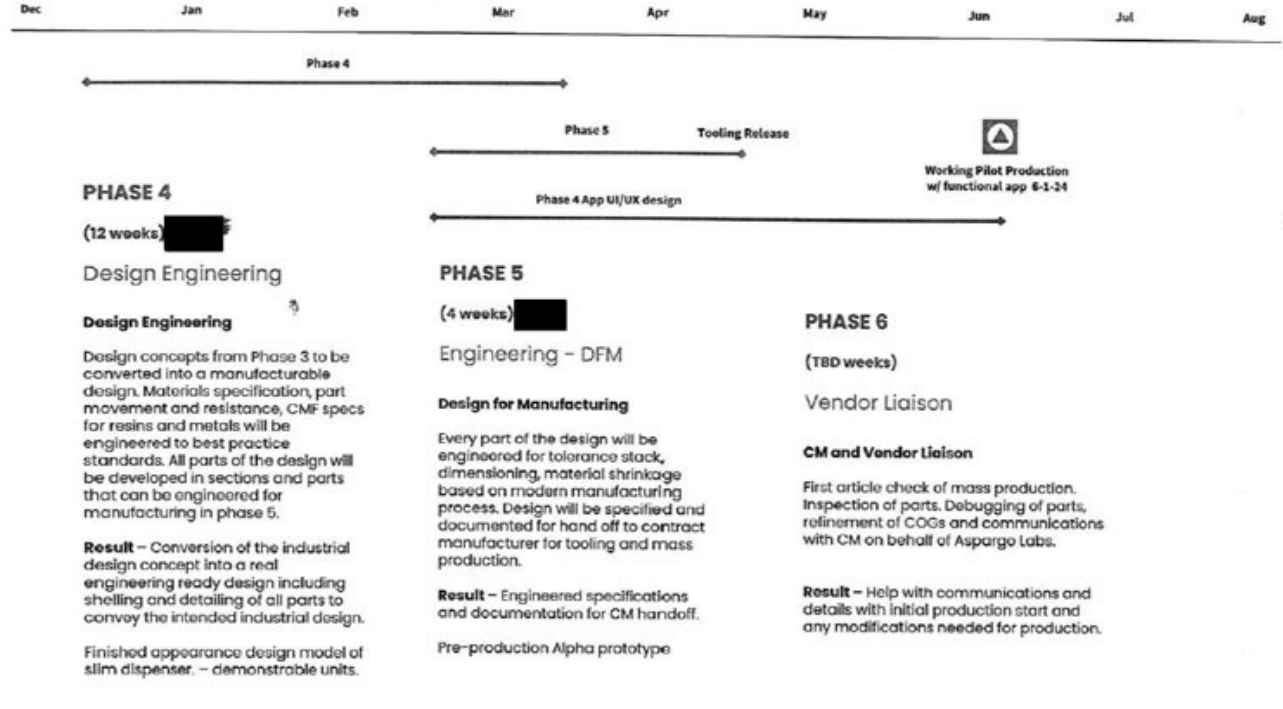 Dec Jan Feb Mar Apr May Jun Jul Aug
Phase 4
Phase 5 Tooling Release
Working Pilot Production
w/ functional app 6-1-24
Phase 4 App UI/UX design
PHASE 4
(12 weeks)
Design Engineering
Design Engineering
Design concepts from Phase 3 to be
converted into a manufacturable
design. Materials specification, part
movement and resistance, CMF specs
for resins and metals will be
engineered to best practice
standards. All parts of the design will
be developed in sections and parts
that can be engineered for
manufacturing in phase 5.
Result – Conversion of the industrial
design concept into a real
engineering ready design including
shelling and detailing of all parts to
convey the intended industrial design.
Finished appearance design model of
slim dispenser. – demonstrable units.
PHASE 5
(4 weeks)
Engineering – DFM
Design for Manufacturing
Every part of the design will be
engineered for tolerance stack,
dimensioning, material shrinkage
based on modern manufacturing
process. Design will be specified and
documented for hand off to contract
manufacturer for tooling and mass
production.
Result – Engineered specifications
and documentation for CM handoff.
Pre-production Alpha prototype
PHASE 6
(TBD weeks)
Vendor Liaison
CM and Vendor Liaison
First article check of mass production.
Inspection of parts. Debugging of parts,
refinement of COGs and communications
with CM on behalf of Aspargo Labs.
Result – Help with communications and
details with initial production start and
any modifications needed for production.